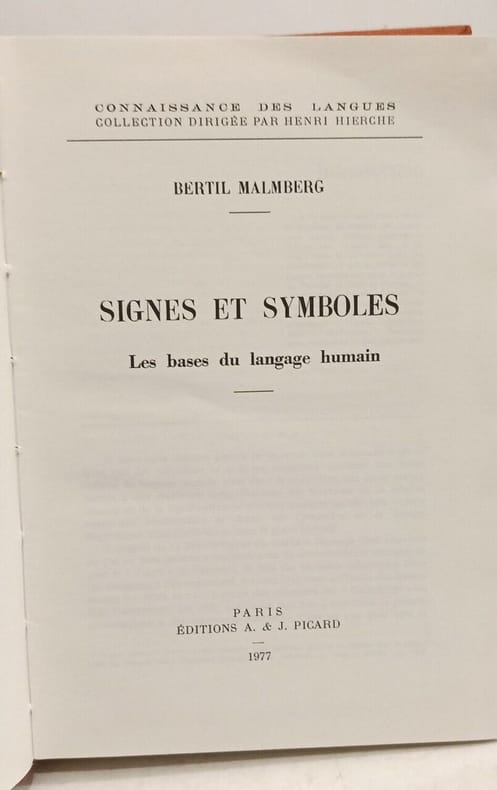 CONNAISSANCE DES LANGUES
COLLECTION DIRIGÉE PAR HENRI HIERCHE
BERTIL MALMBERG
SIGNES ET SYMBOLES
Les bases du langage humain
PARIS
ÉDITIONS A. & J. PICARD
1977